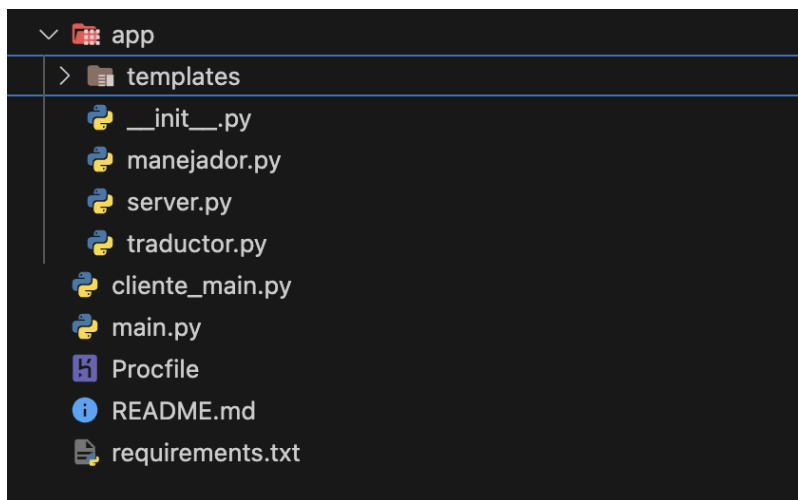 app
templates
__init__.py
manejador.py
server.py
traductor.py
cliente_main.py
main.py
Procfile
README.md
requirements.txt